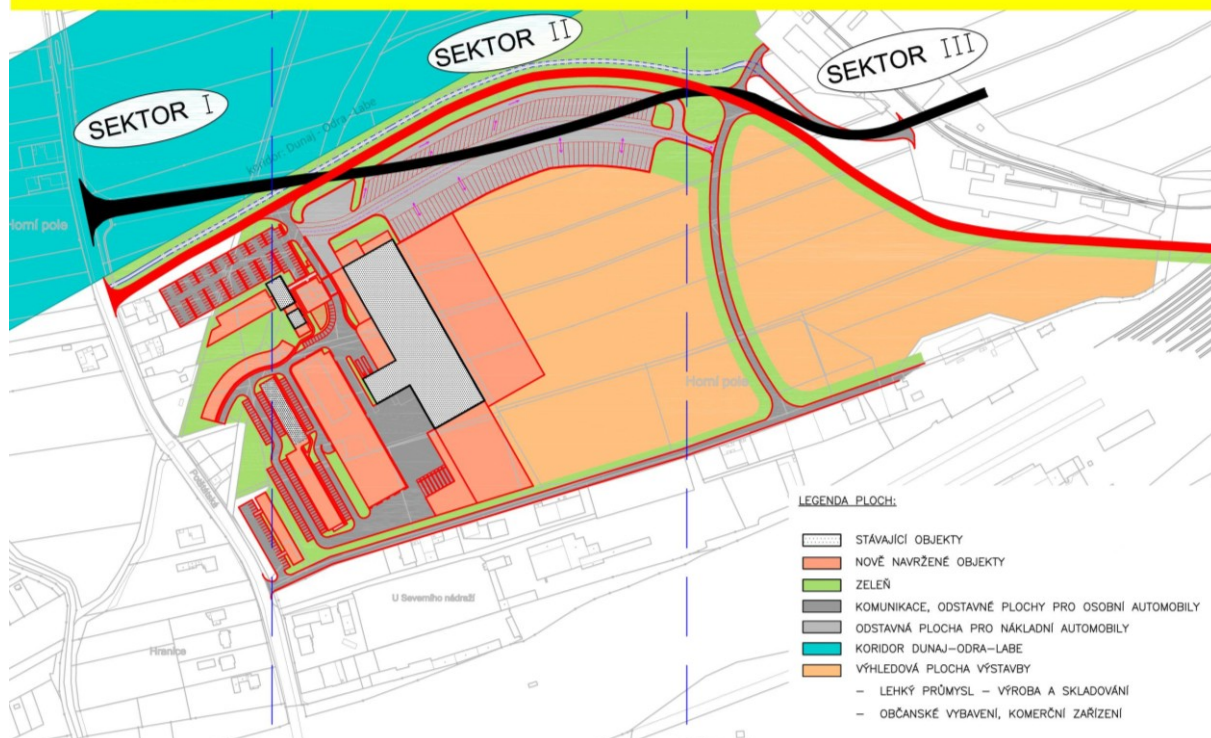 SEKTOR I
SEKTOR II
SEKTOR III
koridor: Dunaj - Odra - Labe
Horní pole
Horní pole
U Severního nádraží
Hranice
LEGENDA PLOCH:
STÁVAJÍCÍ OBJEKTY
NOVĚ NAVRŽENÉ OBJEKTY
ZELEŇ
KOMUNIKACE, ODSTAVNÉ PLOCHY PRO OSOBNÍ AUTOMOBILY
ODSTAVNÁ PLOCHA PRO NÁKLADNÍ AUTOMOBILY
KORIDOR DUNAJ-ODRA-LABE
VÝHLEDOVÁ PLOCHA VÝSTAVBY
- LEHKÝ PRŮMYSL - VÝROBA A SKLADOVÁNÍ
- OBČANSKÉ VYBAVENÍ, KOMERČNÍ ZAŘÍZENÍ